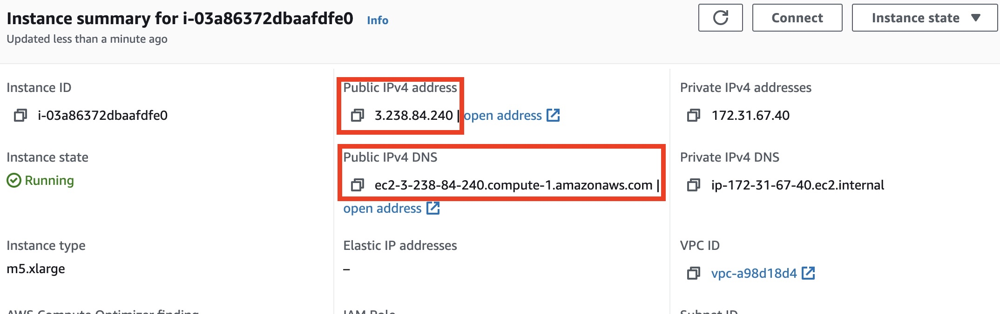 Instance summary for i-03a86372dbaafdfe0 Info
Updated less than a minute ago
Connect
Instance state
Instance ID
i-03a86372dbaafdfe0
Public IPv4 address
3.238.84.240 | open address
Private IPv4 addresses
172.31.67.40
Instance state
Running
Public IPv4 DNS
ec2-3-238-84-240.compute-1.amazonaws.com |
open address
Private IPv4 DNS
ip-172-31-67-40.ec2.internal
Instance type
m5.xlarge
Elastic IP addresses
–
VPC ID
vpc-a98d18d4
AWS Compute Optimizer finding
IAM Role
Subnet ID